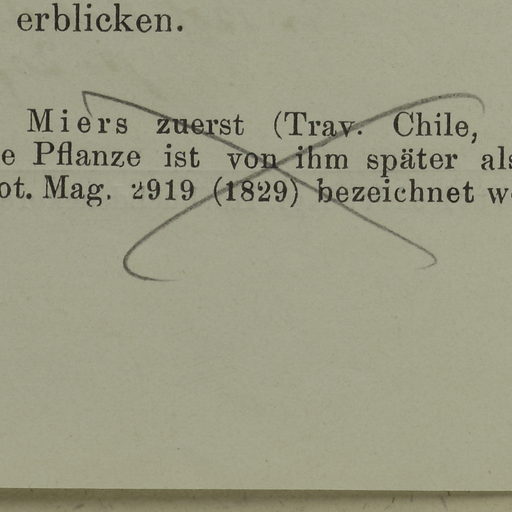 erblicken.
Miers zuerst (Trav. Chile,
e Pflanze ist von ihm später als
ot. Mag. 2919 (1829) bezeichnet w